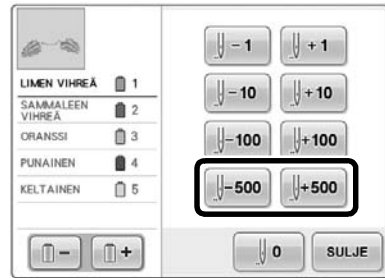 LIMEN VIHREÄ 1
SAMMALEEN VIHREÄ 2
ORANSSI 3
PUNAINEN 4
KELTAINEN 5
-1 +1
-10 +10
-100 +100
-500 +500
- +
0 SULJE